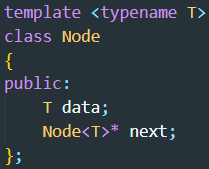 template <typename T>
class Node
{
public:
    T data;
    Node<T>* next;
};